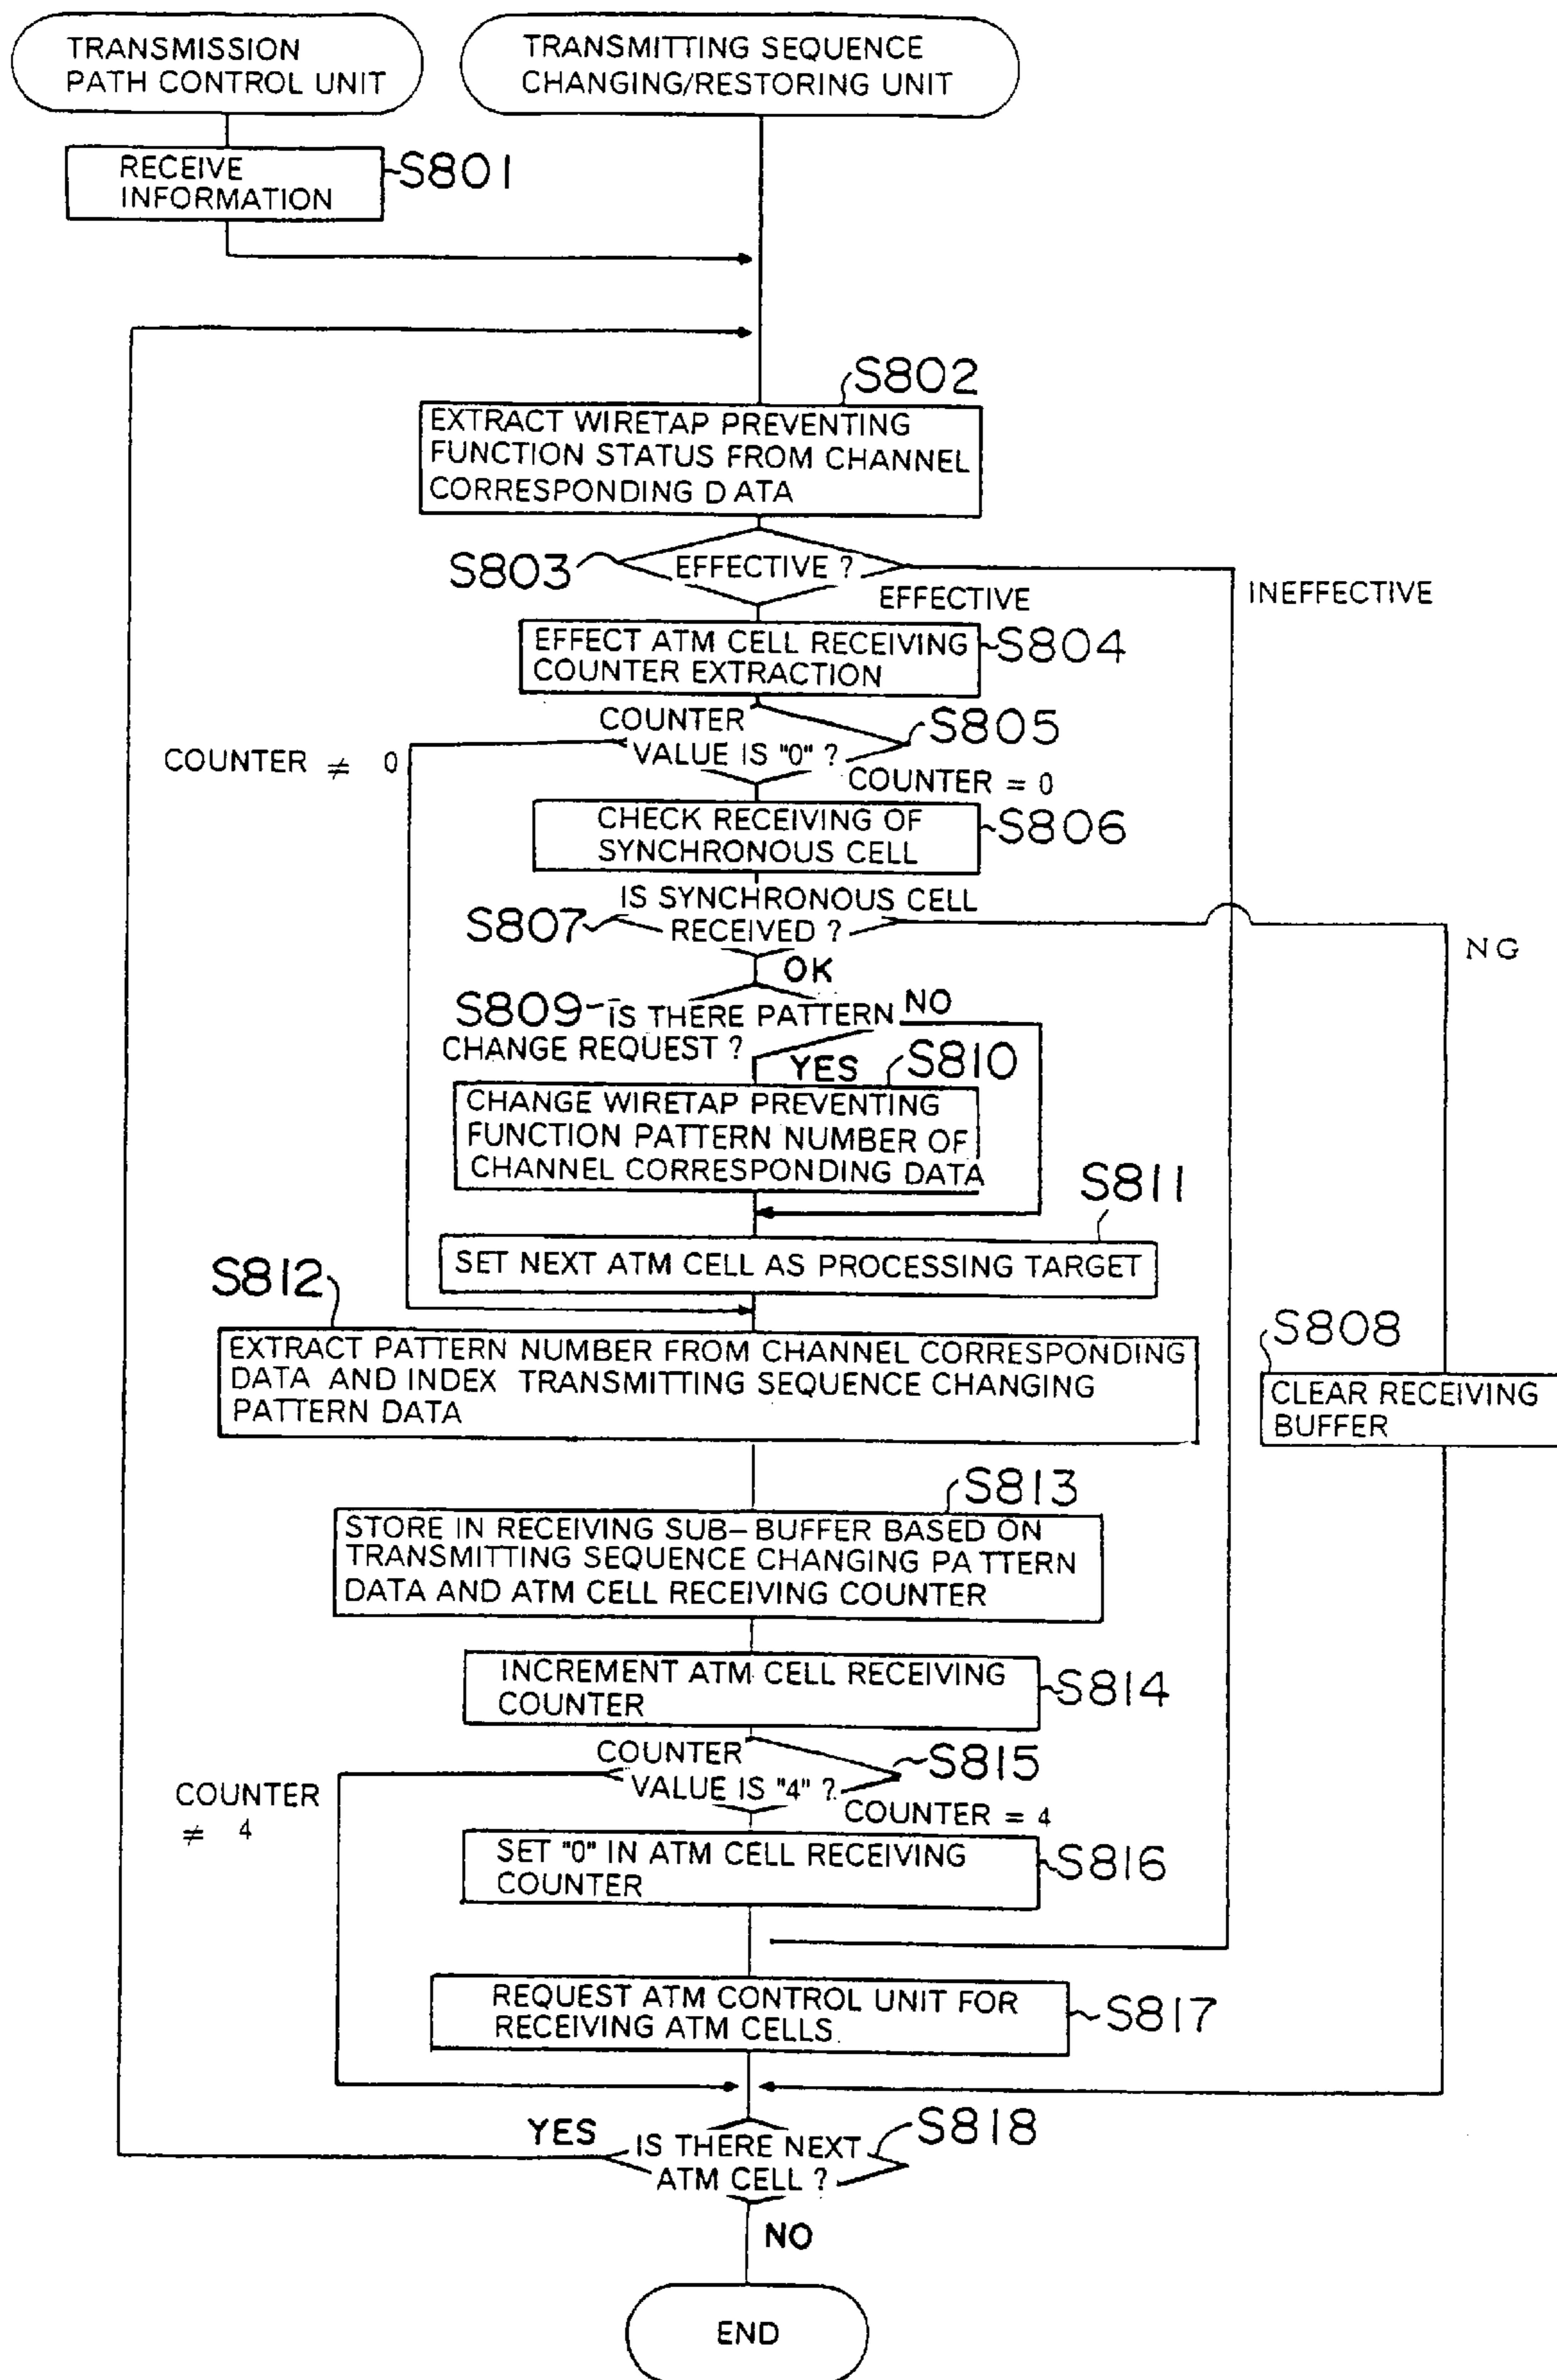 TRANSMISSION
PATH CONTROL UNIT
TRANSMITTING SEQUENCE
CHANGING/RESTORING UNIT
RECEIVE
INFORMATION
S801
S802
EXTRACT WIRETAP PREVENTING
FUNCTION STATUS FROM CHANNEL
CORRESPONDING DATA
S803
EFFECTIVE ?
INEFFECTIVE
EFFECTIVE
EFFECT ATM CELL RECEIVING
COUNTER EXTRACTION
S804
COUNTER
VALUE IS "0" ?
S805
COUNTER ≠ 0
COUNTER = 0
CHECK RECEIVING OF
SYNCHRONOUS CELL
S806
IS SYNCHRONOUS CELL
RECEIVED ?
S807
NG
OK
S809
IS THERE PATTERN
CHANGE REQUEST ?
NO
YES
S810
CHANGE WIRETAP PREVENTING
FUNCTION PATTERN NUMBER OF
CHANNEL CORRESPONDING DATA
S811
SET NEXT ATM CELL AS PROCESSING TARGET
S812
EXTRACT PATTERN NUMBER FROM CHANNEL CORRESPONDING
DATA AND INDEX TRANSMITTING SEQUENCE CHANGING
PATTERN DATA
S808
CLEAR RECEIVING
BUFFER
S813
STORE IN RECEIVING SUB-BUFFER BASED ON
TRANSMITTING SEQUENCE CHANGING PATTERN
DATA AND ATM CELL RECEIVING COUNTER
INCREMENT ATM CELL RECEIVING
COUNTER
S814
COUNTER
VALUE IS "4" ?
S815
COUNTER
≠ 4
COUNTER = 4
SET "0" IN ATM CELL RECEIVING
COUNTER
S816
REQUEST ATM CONTROL UNIT FOR
RECEIVING ATM CELLS.
S817
YES
IS THERE NEXT
ATM CELL ?
S818
NO
END